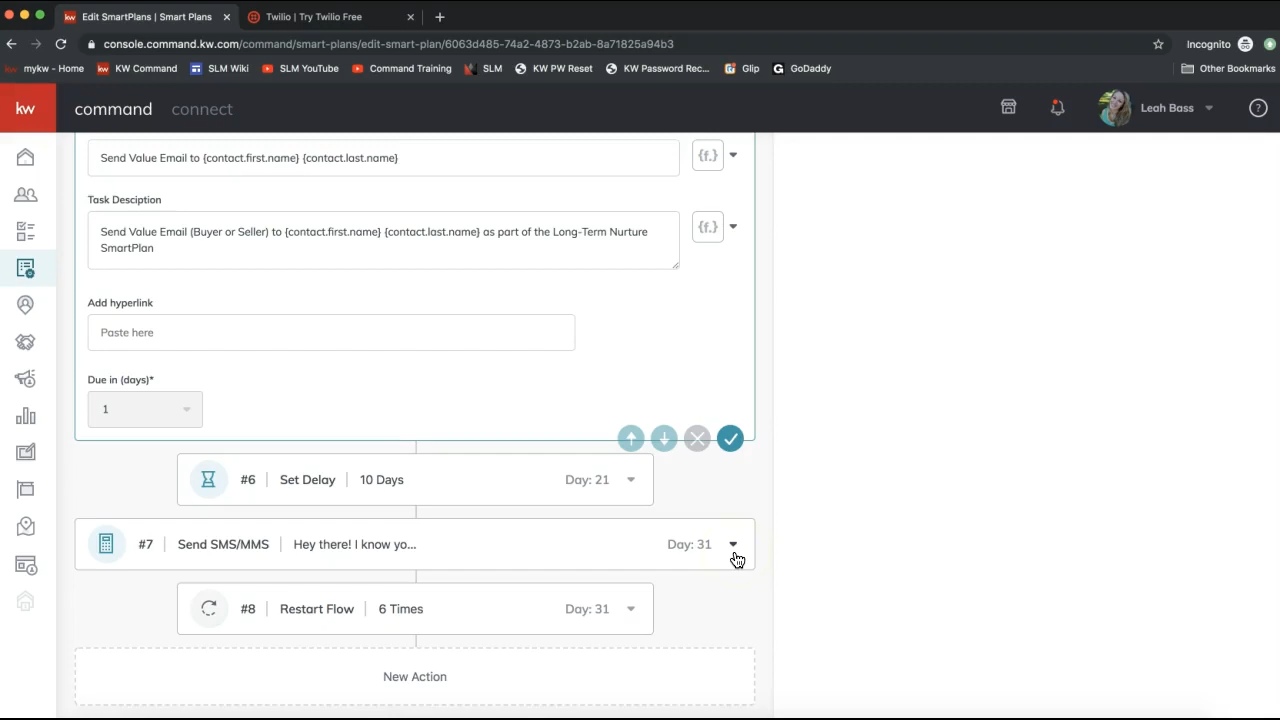 Edit SmartPlans | Smart Plans
Twilio | Try Twilio Free
console.command.kw.com/command/smart-plans/edit-smart-plan/6063d485-74a2-4873-b2ab-8a71825a94b3
Incognito
kw mykw - Home
kw KW Command
SLM Wiki
SLM YouTube
Command Training
SLM
KW PW Reset
KW Password Rec...
Glip
G GoDaddy
Other Bookmarks
kw
command
connect
Leah Bass
Send Value Email to {contact.first.name} {contact.last.name}
{f.}
Task Desciption
Send Value Email (Buyer or Seller) to {contact.first.name} {contact.last.name} as part of the Long-Term Nurture
SmartPlan
{f.}
Add hyperlink
Paste here
Due in (days)*
1
#6 | Set Delay | 10 Days Day: 21
#7 | Send SMS/MMS | Hey there! I know yo... Day: 31
#8 | Restart Flow | 6 Times Day: 31
New Action